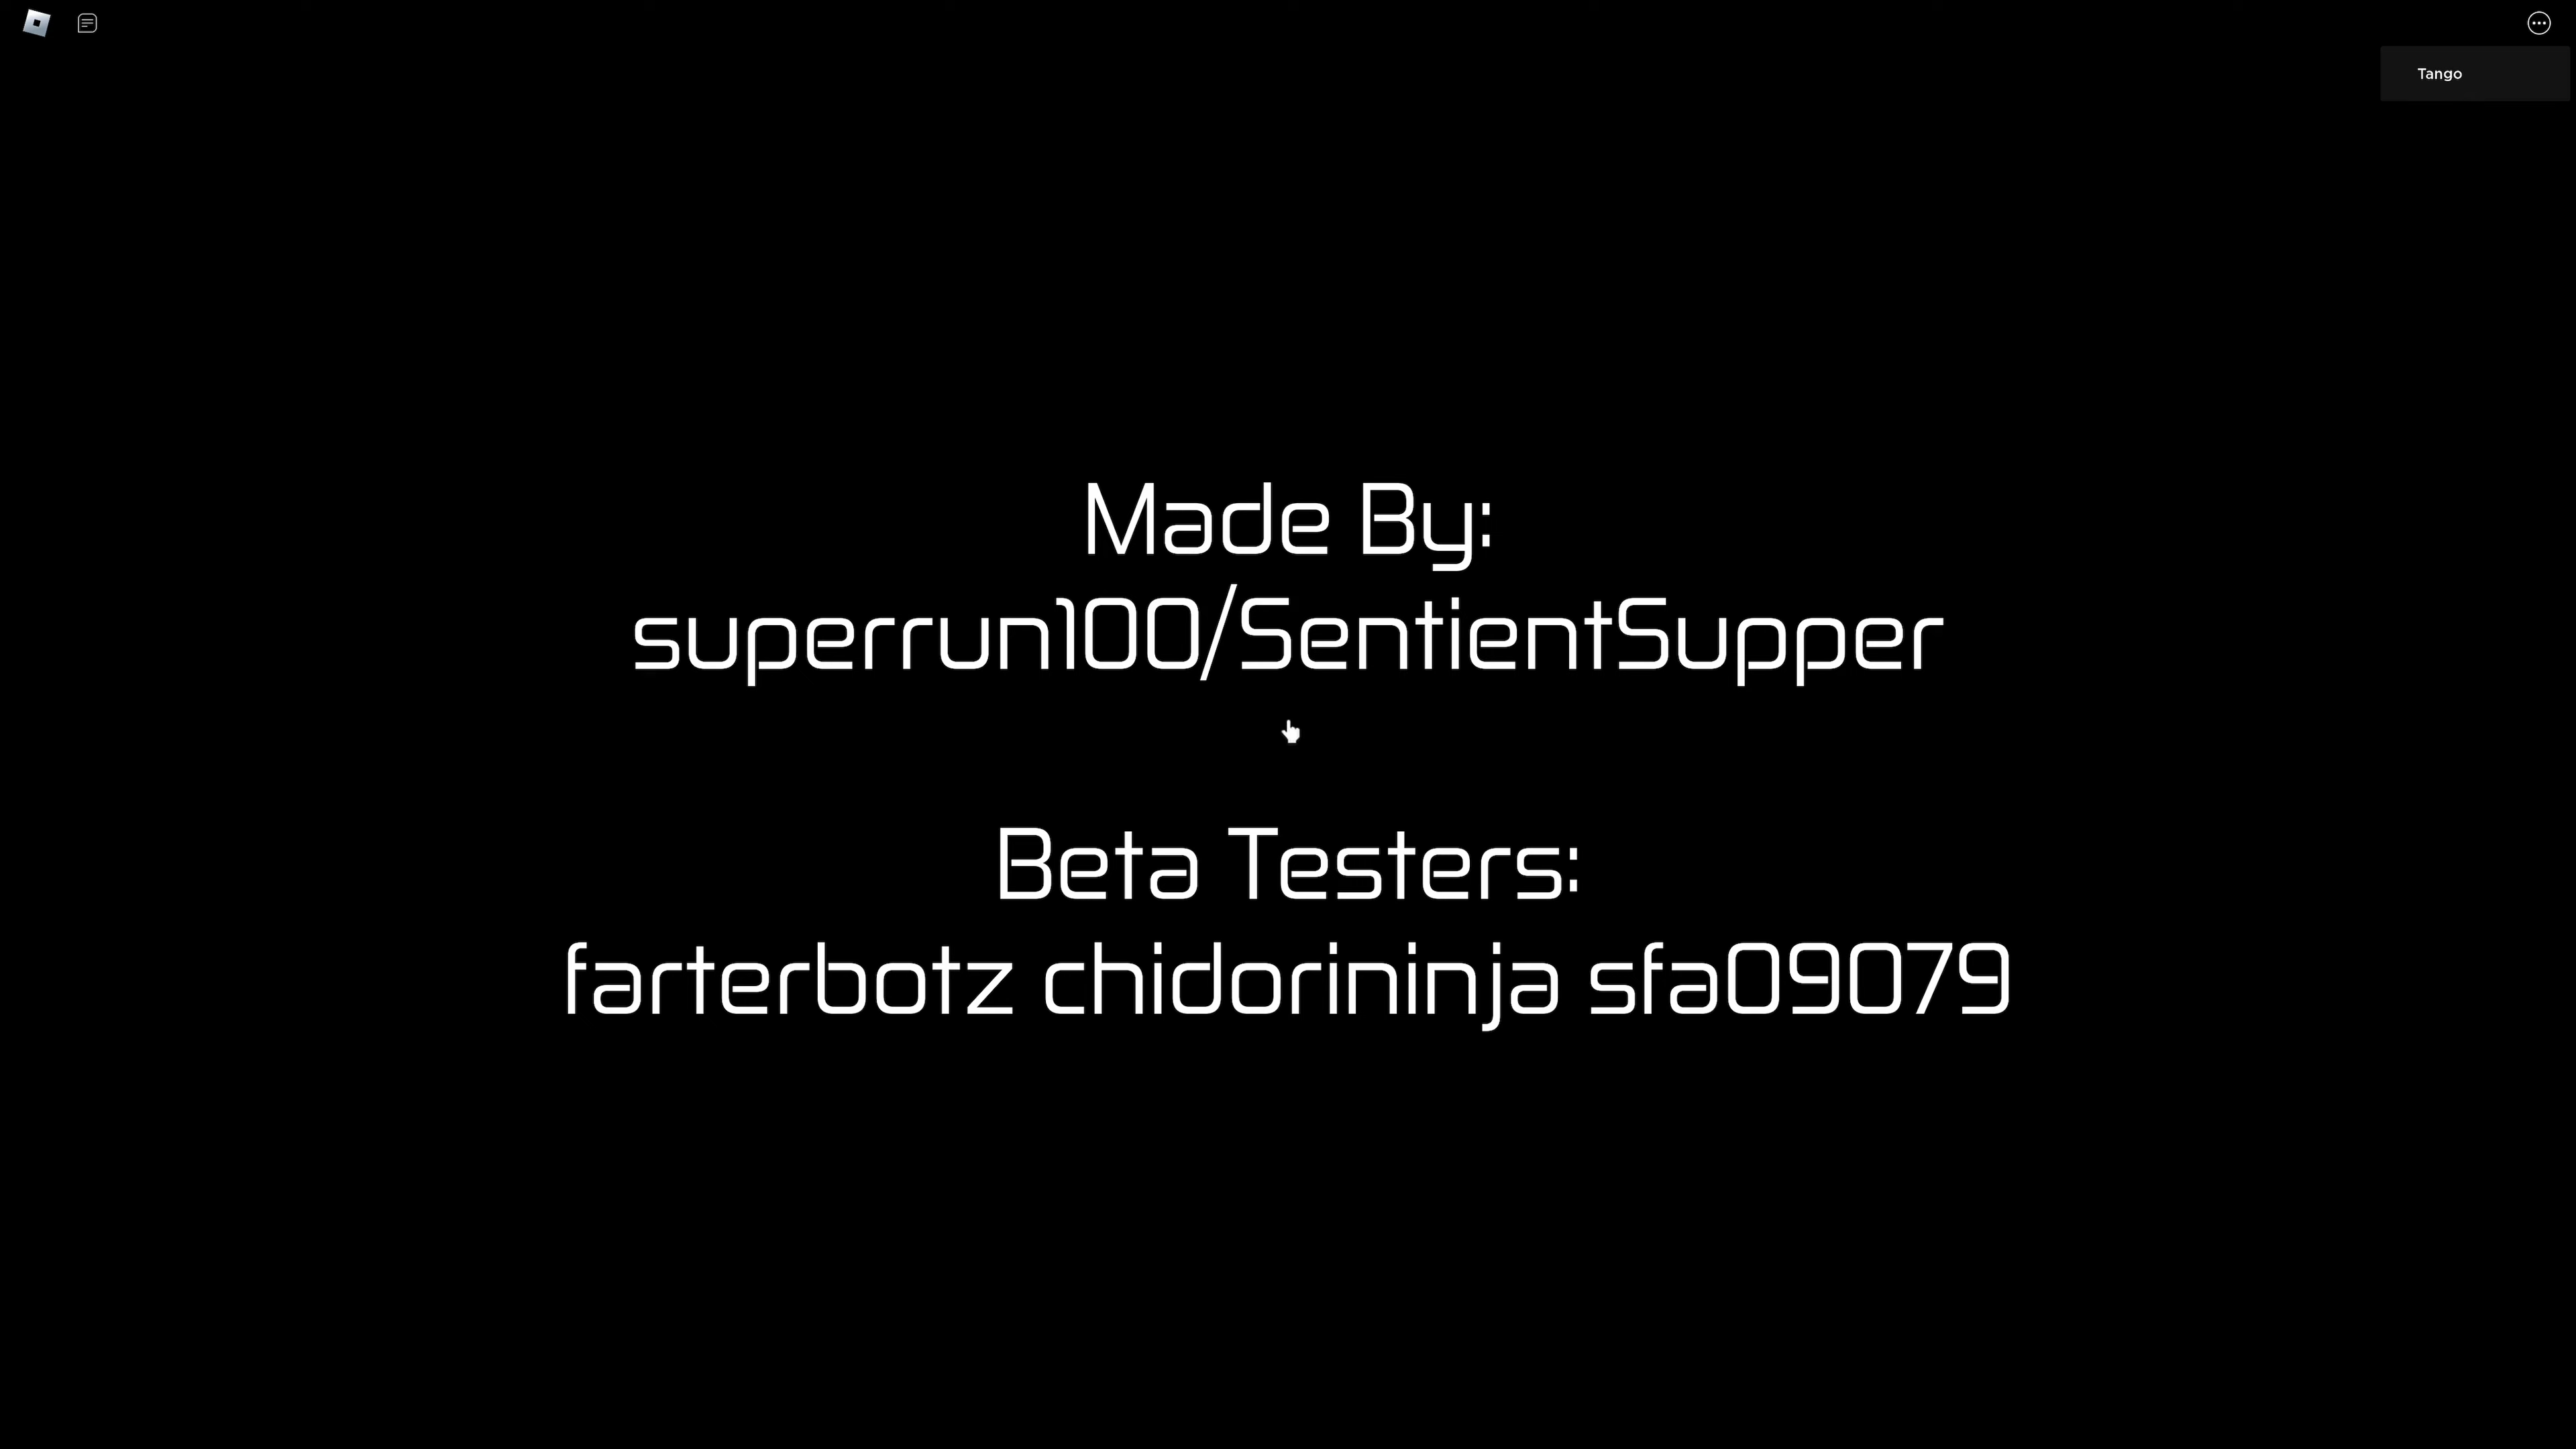 Tango
Made By:
superrun100/SentientSupper
Beta Testers:
farterbotz chidorininja sfa09079